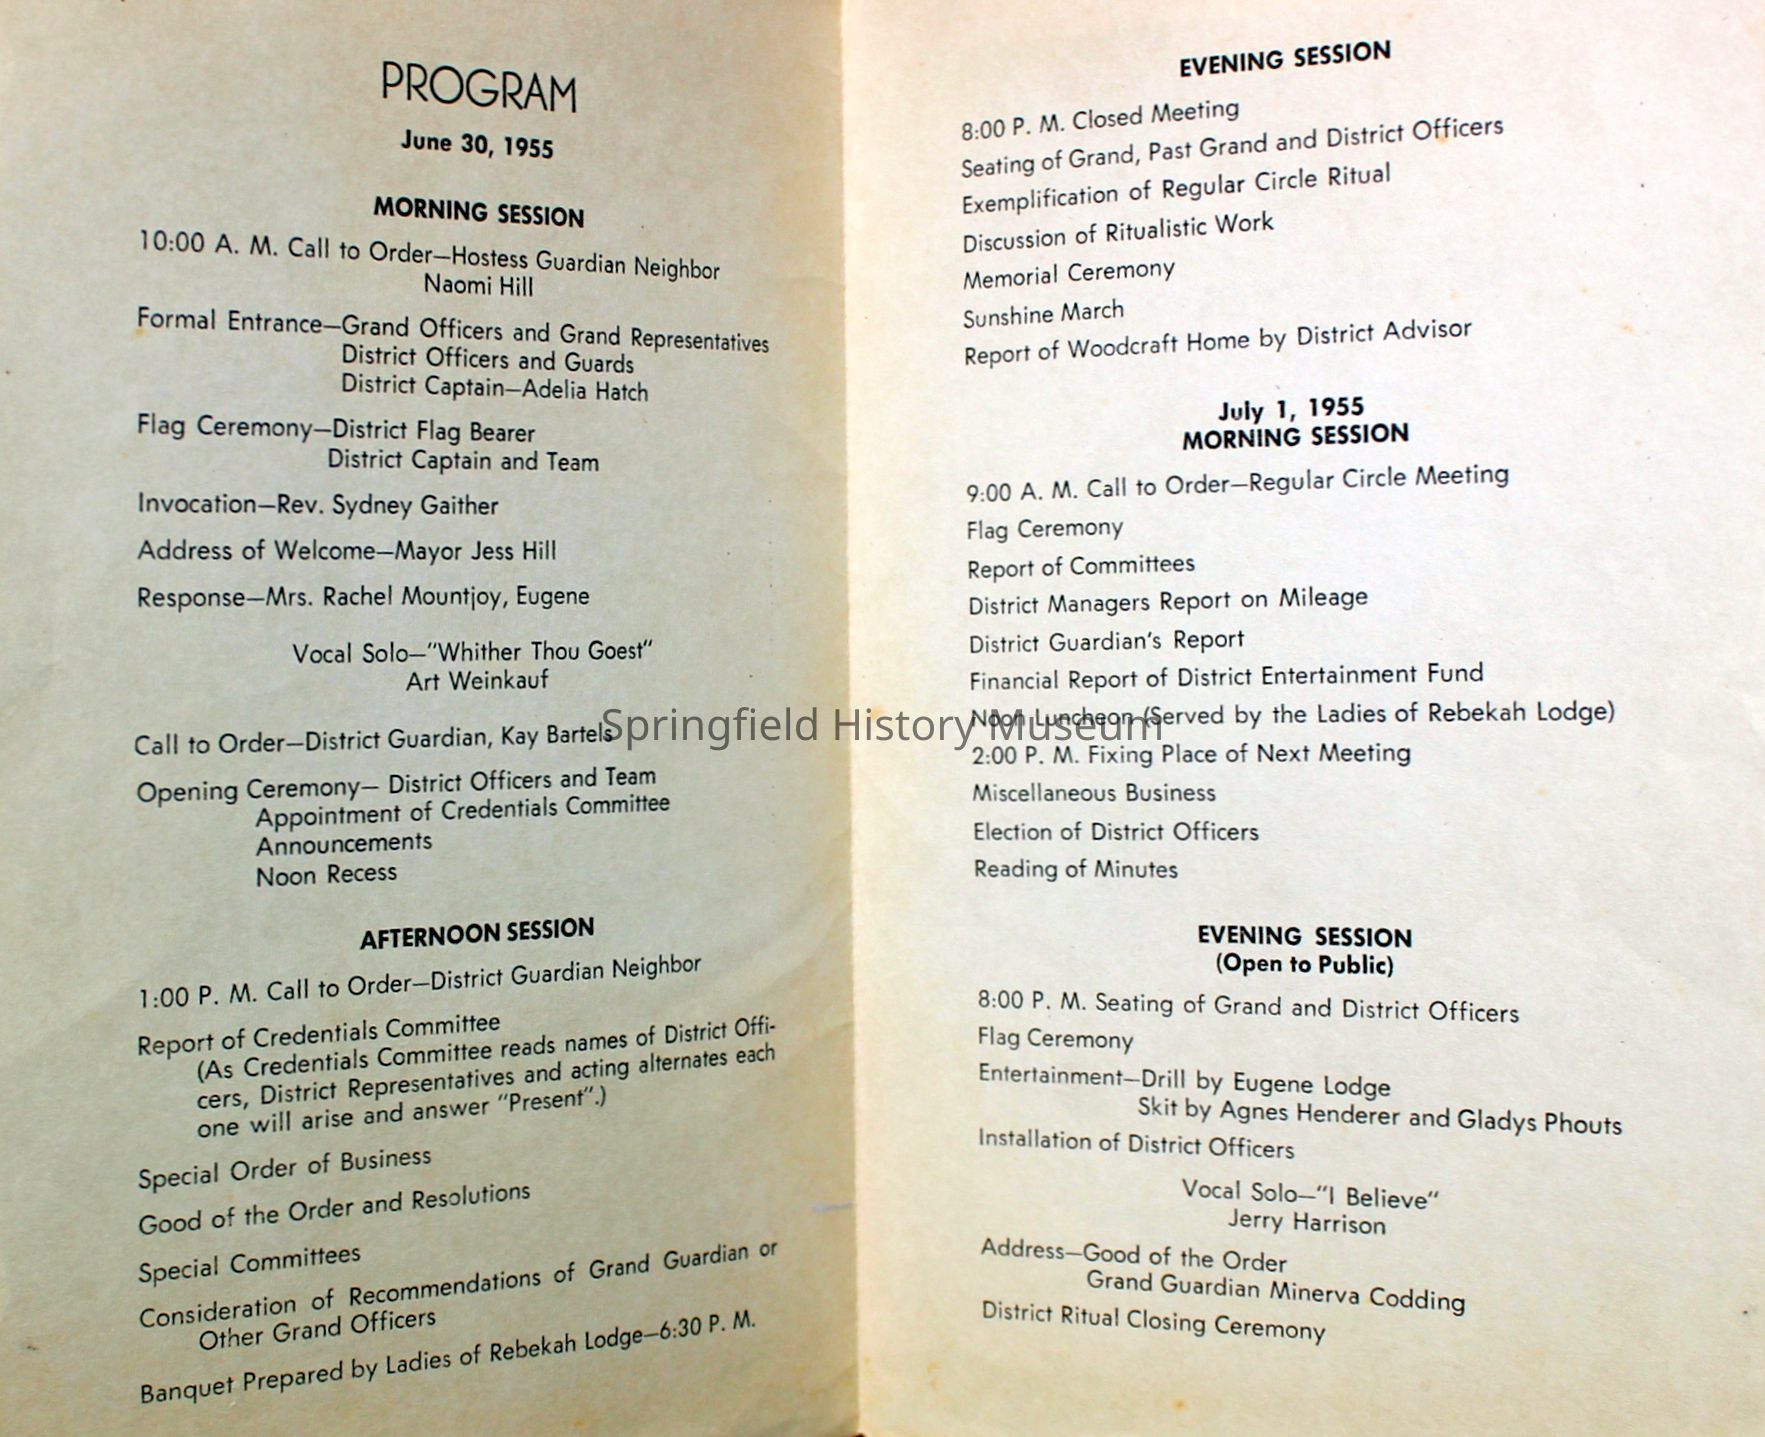 PROGRAM
June 30, 1955
MORNING SESSION
10:00 A. M. Call to Order—Hostess Guardian Neighbor
Naomi Hill
Formal Entrance—Grand Officers and Grand Representatives
District Officers and Guards
District Captain—Adelia Hatch
Flag Ceremony—District Flag Bearer
District Captain and Team
Invocation—Rev. Sydney Gaither
Address of Welcome—Mayor Jess Hill
Response—Mrs. Rachel Mountjoy, Eugene
Vocal Solo—"Whither Thou Goest"
Art Weinkauf
Call to Order—District Guardian, Kay Bartels
Opening Ceremony— District Officers and Team
Appointment of Credentials Committee
Announcements
Noon Recess
AFTERNOON SESSION
1:00 P. M. Call to Order—District Guardian Neighbor
Report of Credentials Committee
(As Credentials Committee reads names of District Offi-
cers, District Representatives and acting alternates each
one will arise and answer "Present".)
Special Order of Business
Good of the Order and Resolutions
Special Committees
Consideration of Recommendations of Grand Guardian or
Other Grand Officers
Banquet Prepared by Ladies of Rebekah Lodge—6:30 P. M.
EVENING SESSION
8:00 P. M. Closed Meeting
Seating of Grand, Past Grand and District Officers
Exemplification of Regular Circle Ritual
Discussion of Ritualistic Work
Memorial Ceremony
Sunshine March
Report of Woodcraft Home by District Advisor
July 1, 1955
MORNING SESSION
9:00 A. M. Call to Order—Regular Circle Meeting
Flag Ceremony
Report of Committees
District Managers Report on Mileage
District Guardian's Report
Financial Report of District Entertainment Fund
Noon Luncheon (Served by the Ladies of Rebekah Lodge)
2:00 P. M. Fixing Place of Next Meeting
Miscellaneous Business
Election of District Officers
Reading of Minutes
EVENING SESSION
(Open to Public)
8:00 P. M. Seating of Grand and District Officers
Flag Ceremony
Entertainment—Drill by Eugene Lodge
Skit by Agnes Henderer and Gladys Phouts
Installation of District Officers
Vocal Solo—"I Believe"
Jerry Harrison
Address—Good of the Order
Grand Guardian Minerva Codding
District Ritual Closing Ceremony
Springfield History Museum